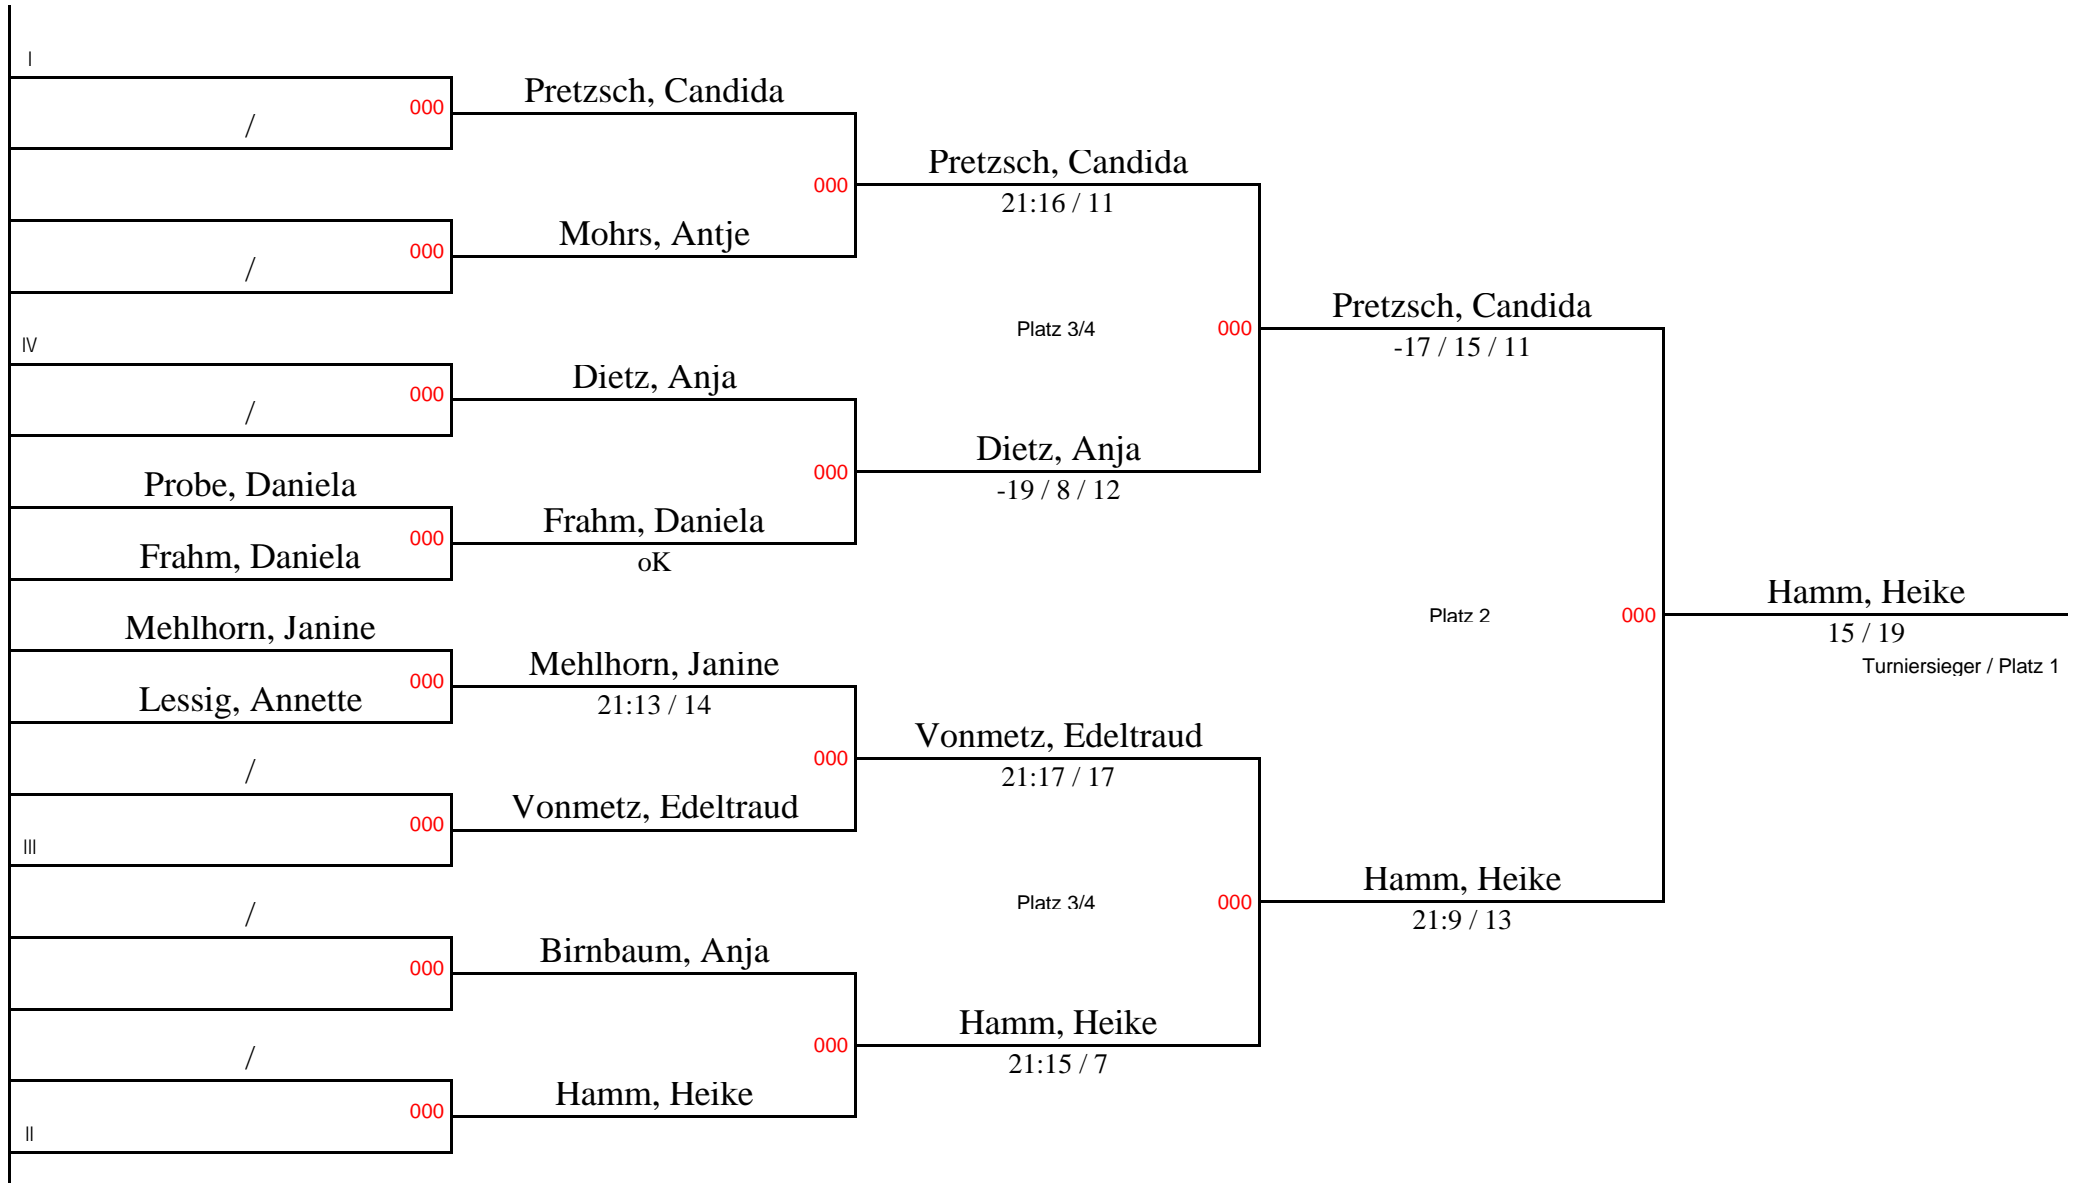 I
/
000
Pretzsch, Candida
/
000
Mohrs, Antje
000
Pretzsch, Candida
21:16 / 11
IV
/
000
Dietz, Anja
Probe, Daniela
Frahm, Daniela
000
Frahm, Daniela
oK
000
Dietz, Anja
-19 / 8 / 12
Platz 3/4
000
Pretzsch, Candida
-17 / 15 / 11
Mehlhorn, Janine
Lessig, Annette
000
Mehlhorn, Janine
21:13 / 14
/
III
000
Vonmetz, Edeltraud
000
Vonmetz, Edeltraud
21:17 / 17
/
000
Birnbaum, Anja
/
II
000
Hamm, Heike
000
Hamm, Heike
21:15 / 7
Platz 3/4
000
Hamm, Heike
21:9 / 13
Platz 2
000
Hamm, Heike
15 / 19
Turniersieger / Platz 1